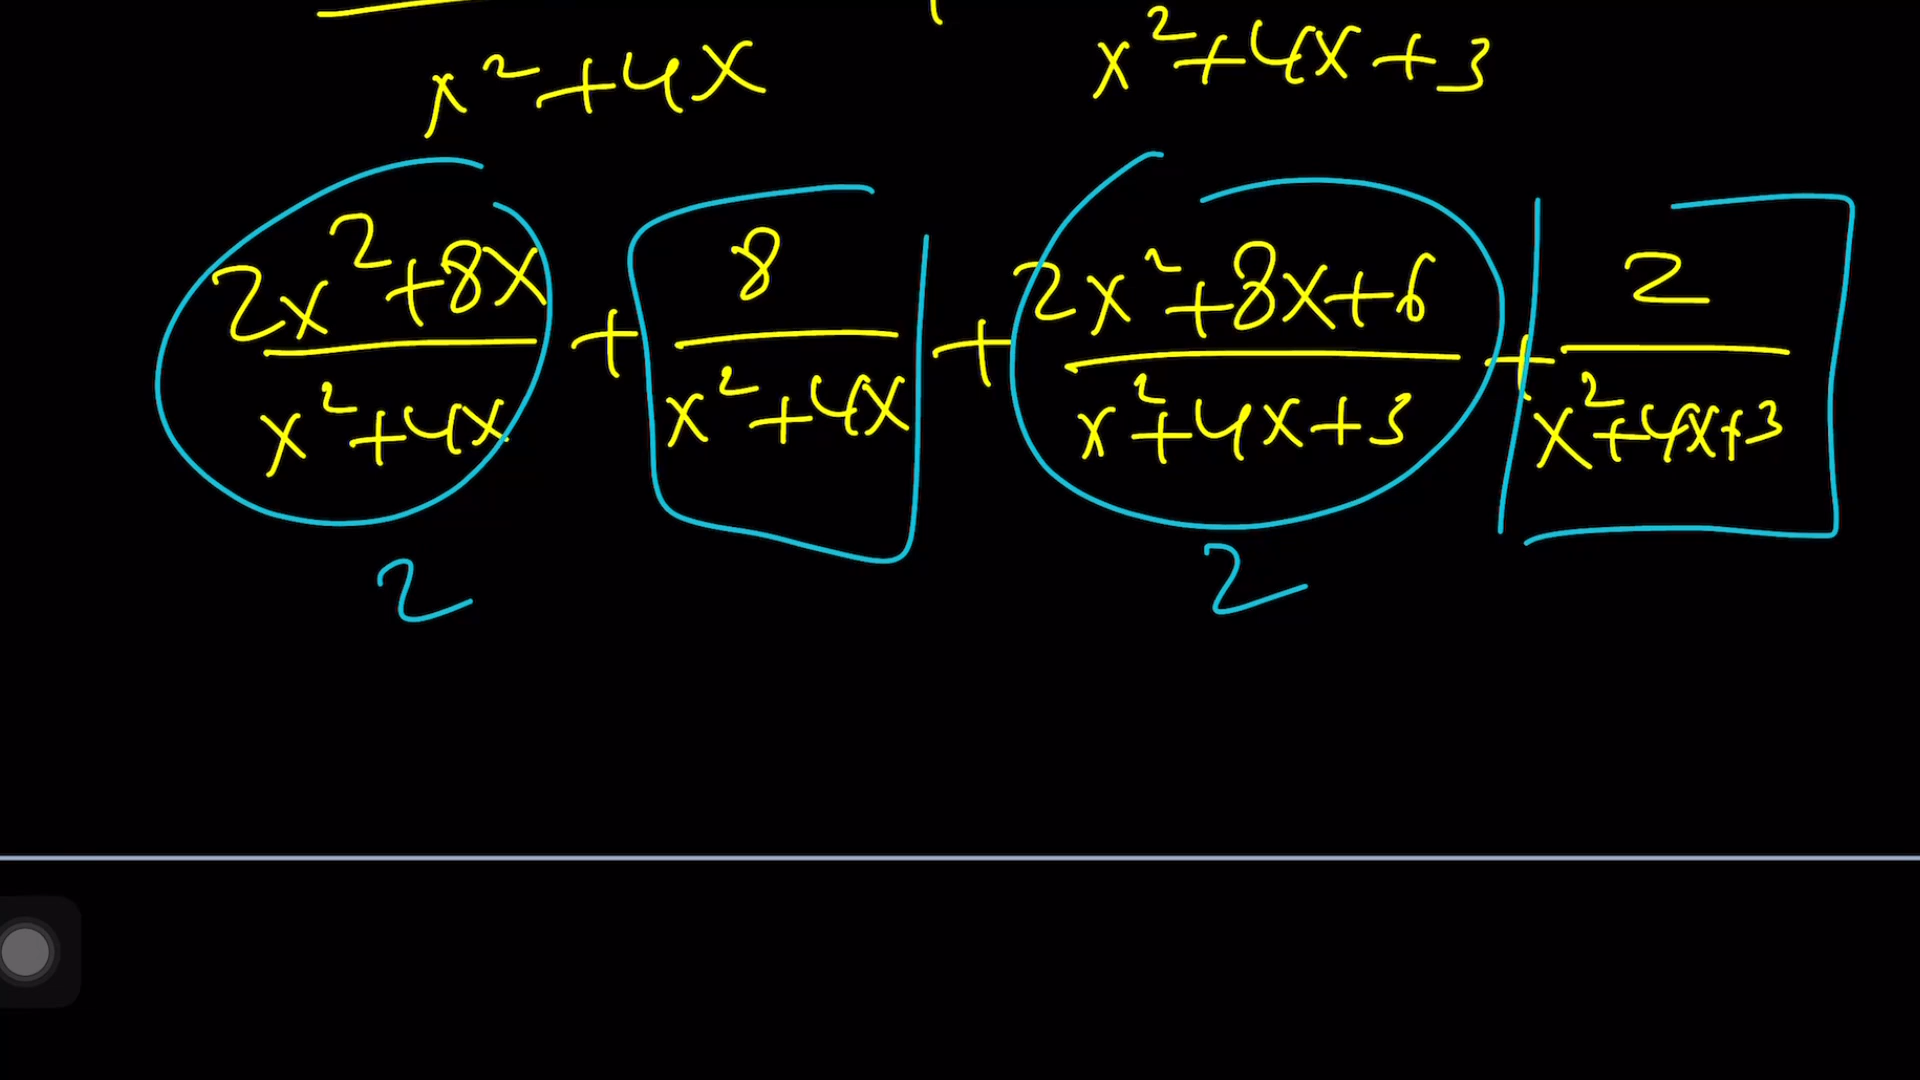 x²+4x x²+4x+3
2x²+8x + 8 + 2x²+8x+6 + 2
x²+4x x²+4x x²+4x+3 x²+4x+3
2 2